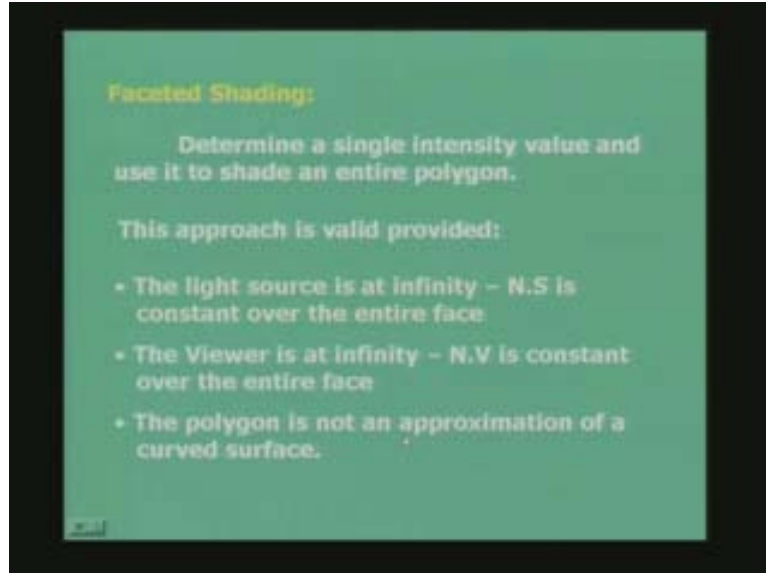 Faceted Shading:
Determine a single intensity value and
use it to shade an entire polygon.
This approach is valid provided:
• The light source is at infinity – N.S is
constant over the entire face
• The Viewer is at infinity – N.V is constant
over the entire face
• The polygon is not an approximation of a
curved surface.